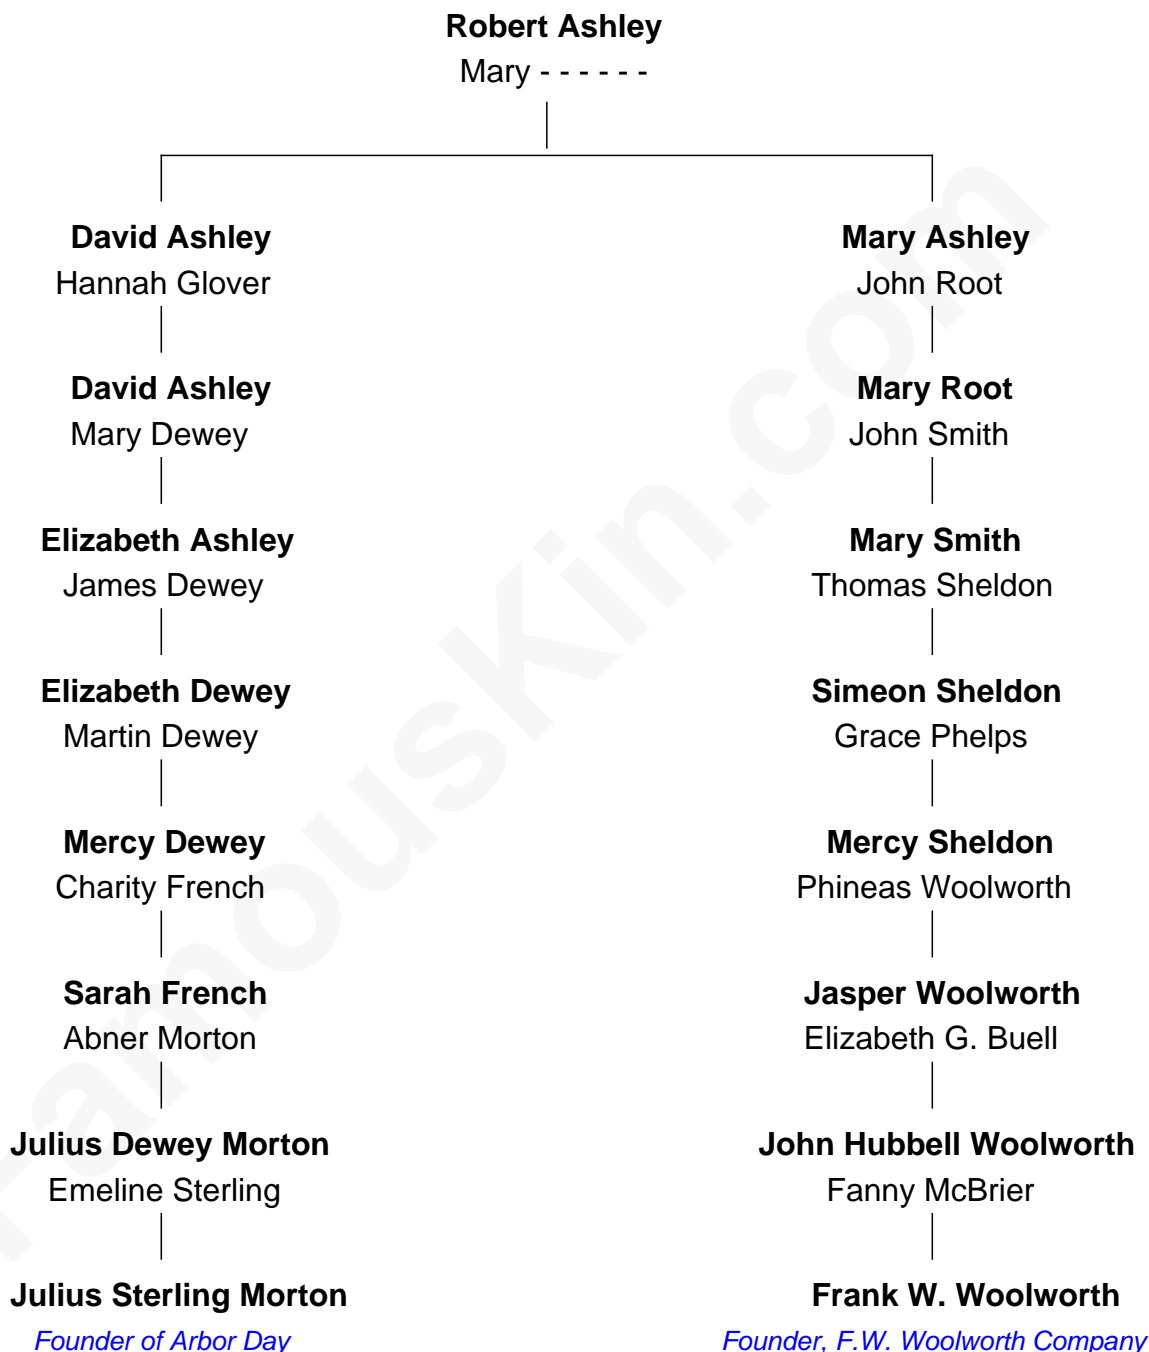 Robert Ashley
Mary - - - - - -
David Ashley
Hannah Glover
David Ashley
Mary Dewey
Elizabeth Ashley
James Dewey
Elizabeth Dewey
Martin Dewey
Mercy Dewey
Charity French
Sarah French
Abner Morton
Julius Dewey Morton
Emeline Sterling
Julius Sterling Morton
Founder of Arbor Day
Mary Ashley
John Root
Mary Root
John Smith
Mary Smith
Thomas Sheldon
Simeon Sheldon
Grace Phelps
Mercy Sheldon
Phineas Woolworth
Jasper Woolworth
Elizabeth G. Buell
John Hubbell Woolworth
Fanny McBrier
Frank W. Woolworth
Founder, F.W. Woolworth Company
FamousKin.com